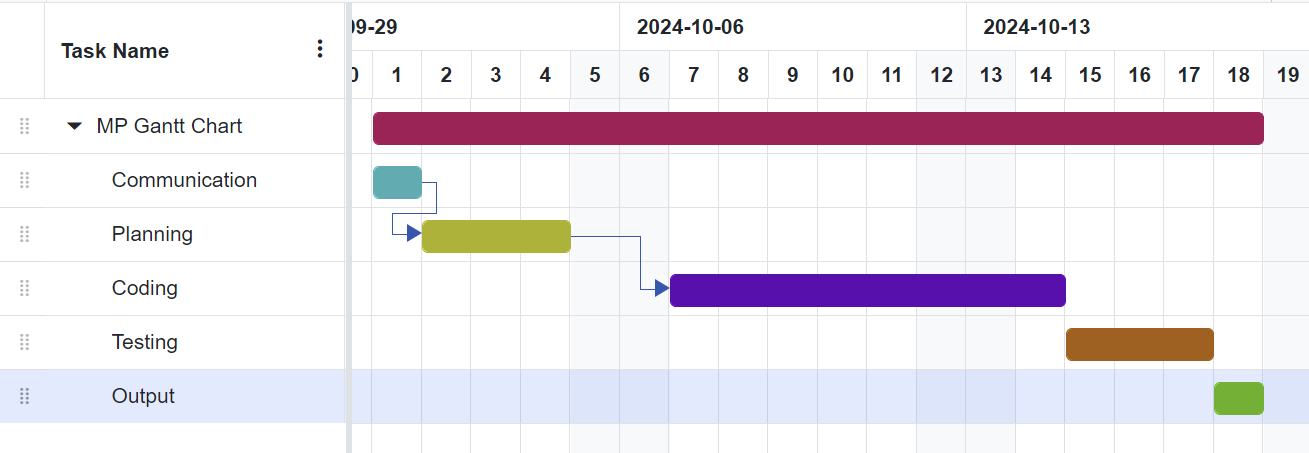 Task Name
09-29 2024-10-06 2024-10-13
0 1 2 3 4 5 6 7 8 9 10 11 12 13 14 15 16 17 18 19
MP Gantt Chart
Communication
Planning
Coding
Testing
Output